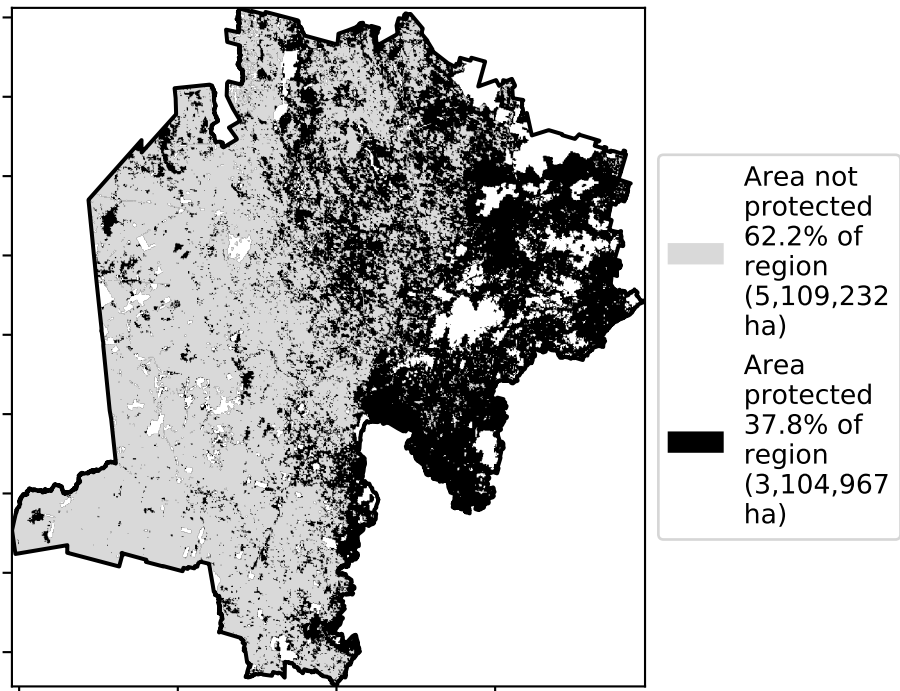 Area not
protected
62.2% of
region
(5,109,232
ha)
Area
protected
37.8% of
region
(3,104,967
ha)